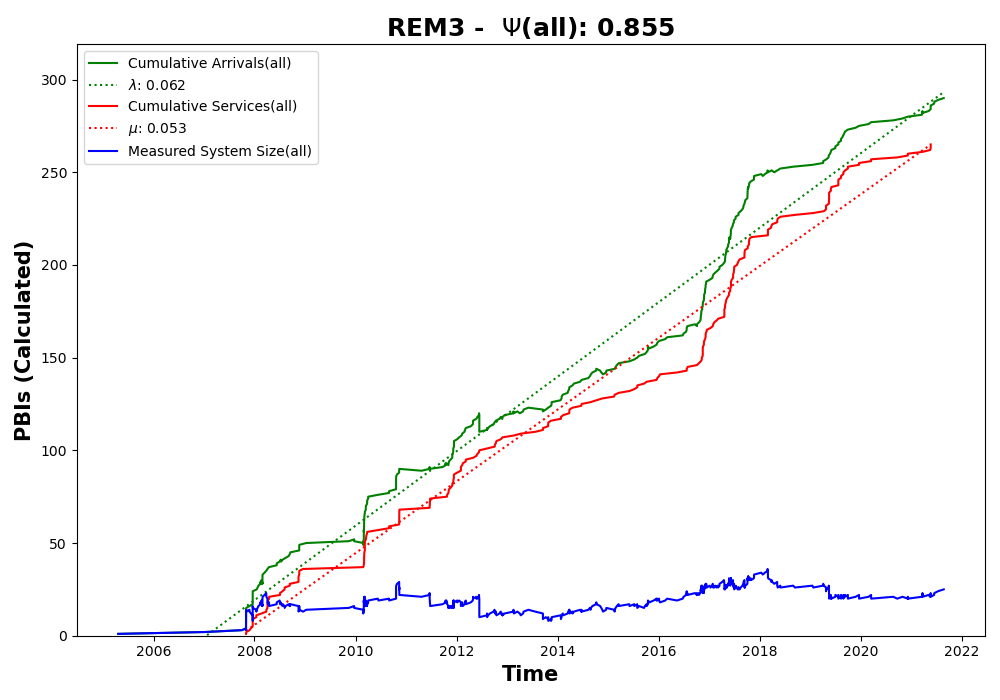 REM3 - Ψ(all): 0.855
Cumulative Arrivals(all)
λ: 0.062
Cumulative Services(all)
μ: 0.053
Measured System Size(all)
PBIs (Calculated)
300
250
200
150
100
50
0
2006 2008 2010 2012 2014 2016 2018 2020 2022
Time